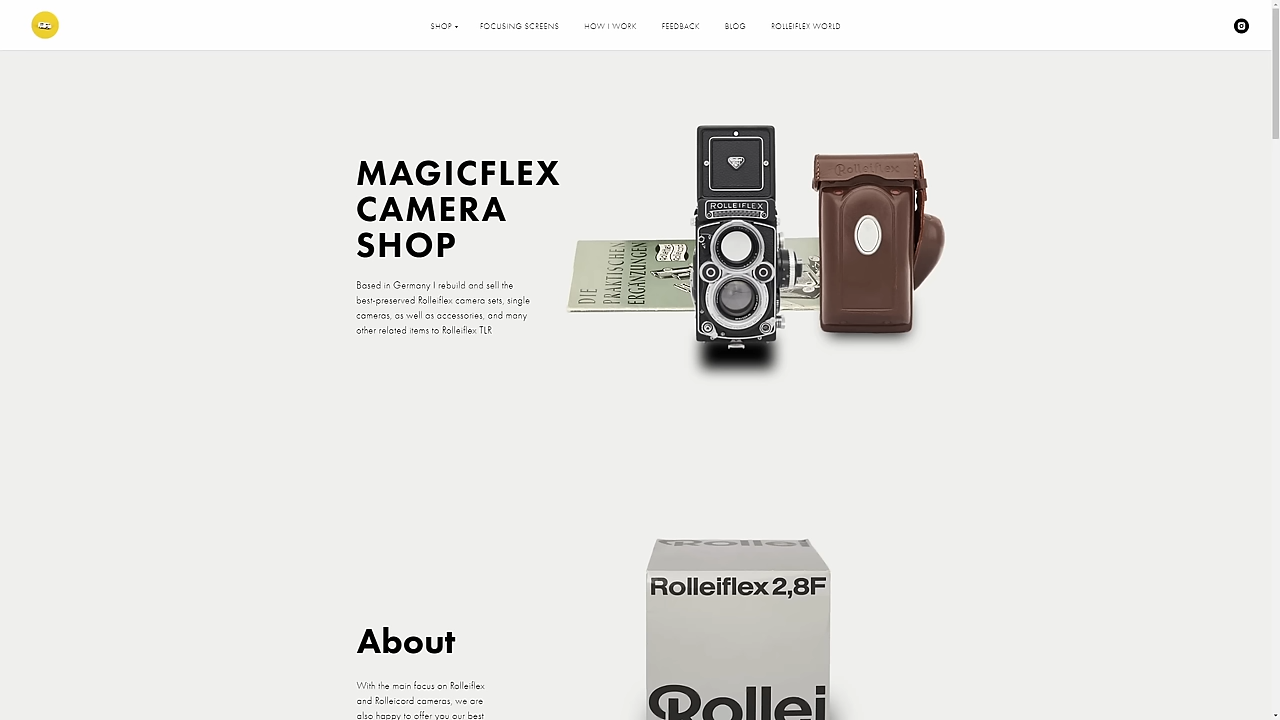 SHOP
FOCUSING SCREENS
HOW I WORK
FEEDBACK
BLOG
ROLLEIFLEX WORLD
MAGICFLEX
CAMERA
SHOP
Based in Germany I rebuild and sell the
best-preserved Rolleiflex camera sets, single
cameras, as well as accessories, and many
other related items to Rolleiflex TLR
DIE
PRAKTISCHEN
ERGÄNZUNGEN
ROLLEIFLEX
Rolleiflex
Rollei
Rolleiflex 2,8F
Rollei
About
With the main focus on Rolleiflex
and Rolleicord cameras, we are
also happy to offer you our best